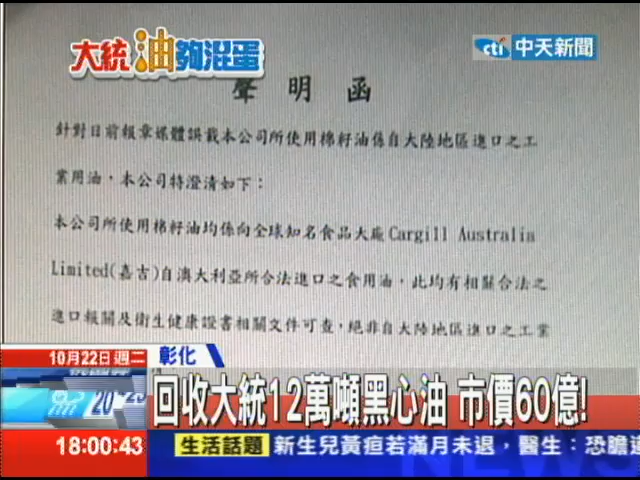 大統油夠混蛋
cti 中天新聞
聲明函
針對日前報章媒體誤載本公司所使用棉籽油係自大陸地區進口之工
業用油，本公司特澄清如下：
本公司所使用棉籽油均係向全球知名食品大廠Cargill Australia
Limited(嘉吉)自澳大利亞所合法進口之食用油，此均有相關合法之
進口報關及衛生健康證書相關文件可查，絕非自大陸地區進口之工業
10月22日週二
彰化
回收大統12萬噸黑心油 市價60億!
18:00:43
生活話題
新生兒黃疸若滿月未退，醫生：恐膽道